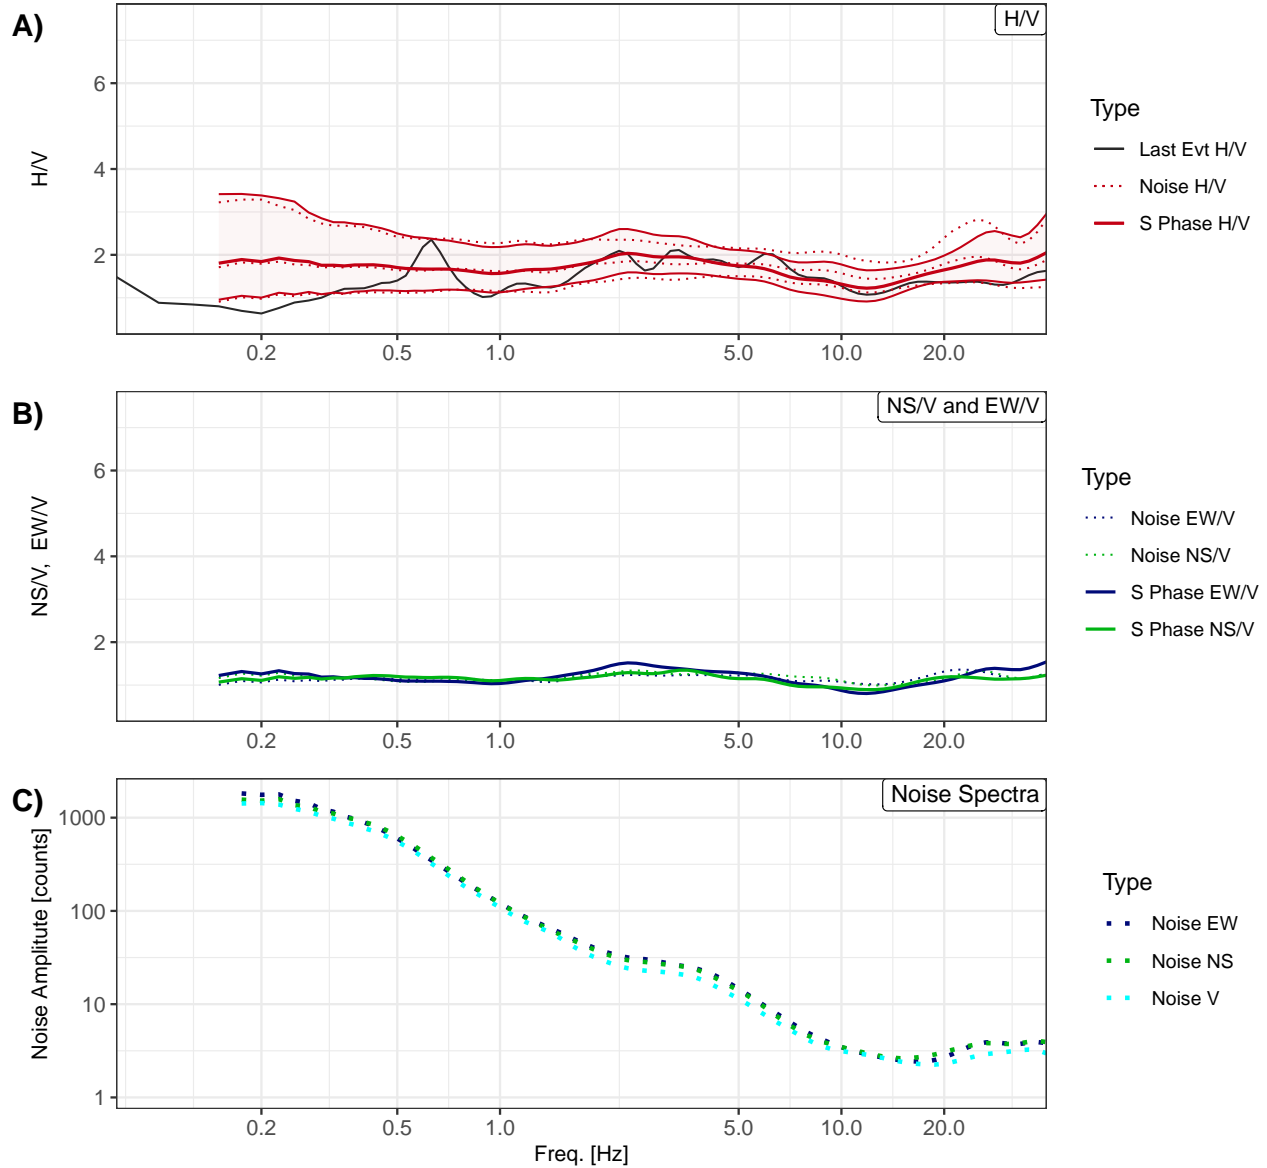 A)
H/V
H/V
6
4
2
0.2 0.5 1.0 5.0 10.0 20.0
Type
Last Evt H/V
Noise H/V
S Phase H/V
B)
NS/V and EW/V
NS/V, EW/V
6
4
2
0.2 0.5 1.0 5.0 10.0 20.0
Type
Noise EW/V
Noise NS/V
S Phase EW/V
S Phase NS/V
C)
Noise Spectra
Noise Amplitute [counts]
1000
100
10
1
0.2 0.5 1.0 5.0 10.0 20.0
Freq. [Hz]
Type
Noise EW
Noise NS
Noise V